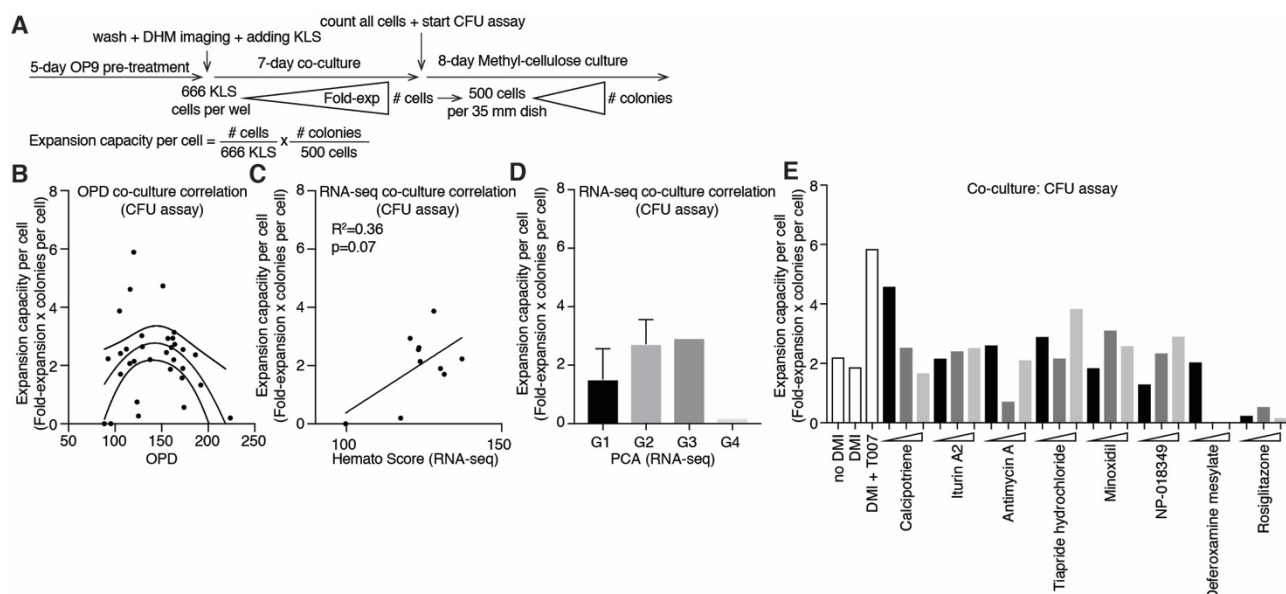 A
count all cells + start CFU assay
wash + DHM imaging + adding KLS
5-day OP9 pre-treatment
7-day co-culture
8-day Methyl-cellulose culture
666 KLS
cells per wel
Fold-exp
# cells
500 cells
per 35 mm dish
# colonies
Expansion capacity per cell = # cells / 666 KLS x # colonies / 500 cells
B
OPD co-culture correlation
(CFU assay)
Expansion capacity per cell
(Fold-expansion x colonies per cell)
8
6
4
2
0
50
100
150
200
250
OPD
C
RNA-seq co-culture correlation
(CFU assay)
R²=0.36
p=0.07
Expansion capacity per cell
(Fold-expansion x colonies per cell)
8
6
4
2
0
100
150
Hemato Score (RNA-seq)
D
RNA-seq co-culture correlation
(CFU assay)
Expansion capacity per cell
(Fold-expansion x colonies per cell)
8
6
4
2
0
G1
G2
G3
G4
PCA (RNA-seq)
E
Co-culture: CFU assay
Expansion capacity per cell
(Fold-expansion x colonies per cell)
8
6
4
2
0
no DMI
DMI
DMI + T007
Calcipotriene
Iturin A2
Antimycin A
Tiapride hydrochloride
Minoxidil
NP-018349
Deferoxamine mesylate
Rosiglitazone